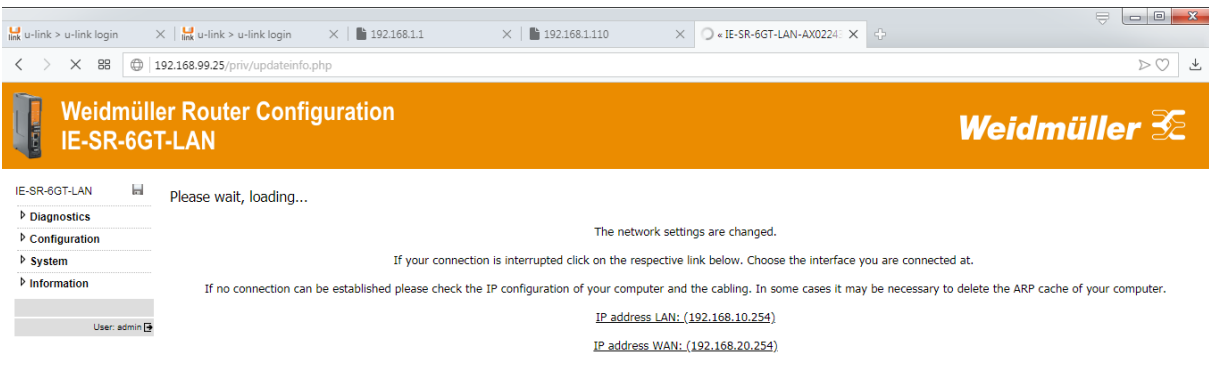 u-link > u-link login
u-link > u-link login
192.168.1.1
192.168.1.110
« IE-SR-6GT-LAN-AX02243
192.168.99.25/priv/updateinfo.php
Weidmüller Router Configuration
IE-SR-6GT-LAN
Weidmüller
IE-SR-6GT-LAN
Diagnostics
Configuration
System
Information
User: admin
Please wait, loading...
The network settings are changed.
If your connection is interrupted click on the respective link below. Choose the interface you are connected at.
If no connection can be established please check the IP configuration of your computer and the cabling. In some cases it may be necessary to delete the ARP cache of your computer.
IP address LAN: (192.168.10.254)
IP address WAN: (192.168.20.254)